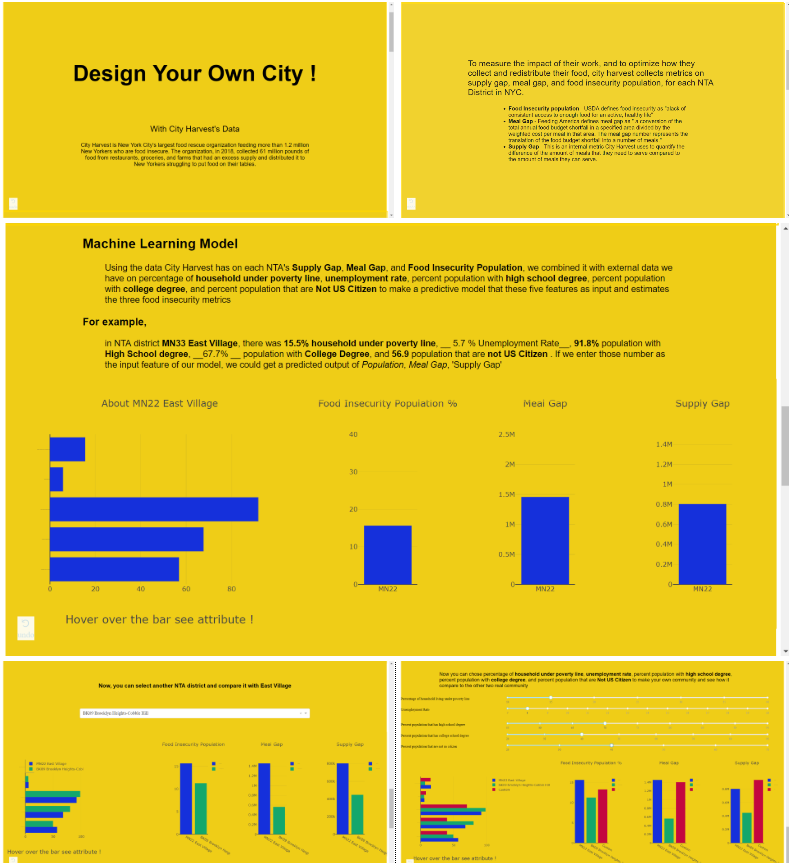 Design Your Own City !
With City Harvest's Data
City Harvest is New York City's largest food rescue organization feeding more than 1.2 million
New Yorkers who are food insecure. The organization, in 2018, collected 61 million pounds of
food from restaurants, groceries, and farms that had an excess supply and distributed it to
New Yorkers struggling to put food on their tables.
To measure the impact of their work, and to optimize how they
collect and redistribute their food, city harvest collects metrics on
supply gap, meal gap, and food insecurity population, for each NTA
District in NYC.
• Food Insecurity population - USDA defines food insecurity as "a lack of
consistent access to enough food for an active, healthy life"
• Meal Gap - Feeding America defines meal gap as " a conversion of the
total annual food budget shortfall in a specified area divided by the
weighted cost per meal in that area. The meal gap number represents the
translation of the food budget shortfall into a number of meals."
• Supply Gap - This is an internal metric City Harvest uses to quantify the
difference of the amount of meals that they need to serve compared to
the amount of meals they can serve.
Machine Learning Model
Using the data City Harvest has on each NTA's Supply Gap, Meal Gap, and Food Insecurity Population, we combined it with external data we
have on percentage of household under poverty line, unemployment rate, percent population with high school degree, percent population
with college degree, and percent population that are Not US Citizen to make a predictive model that these five features as input and estimates
the three food insecurity metrics
For example,
in NTA district MN33 East Village, there was 15.5% household under poverty line, __ 5.7 % Unemployment Rate__, 91.8% population with
High School degree, __67.7% __ population with College Degree, and 56.9 population that are not US Citizen . If we enter those number as
the input feature of our model, we could get a predicted output of Population, Meal Gap, 'Supply Gap'
About MN22 East Village
0 20 40 60 80
Food Insecurity Population %
40
30
20
10
0
MN22
Meal Gap
2.5M
2M
1.5M
1M
0.5M
0
MN22
Supply Gap
1.4M
1.2M
1M
0.8M
0.6M
0.4M
0.2M
0
MN22
Hover over the bar see attribute !
Now, you can select another NTA district and compare it with East Village
Food Insecurity Population
Meal Gap
Supply Gap
MN22 East Village
Hover over the bar see attribute !
Now you can chose percentage of household under poverty line, unemployment rate, percent population with high school degree,
percent population with college degree, and percent population that are Not US Citizen to make your own community and see how it
compare to the other two real community
Food Insecurity Population %
Meal Gap
Supply Gap
MN22 East Village
Hover over the bar see attribute !